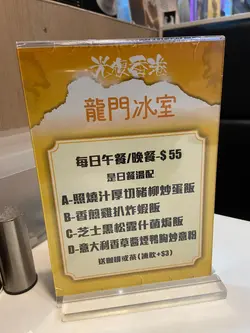 光復香港
龍門冰室
每日午餐/晚餐-$55
是日餐湯配
A-照燒汁厚切豬柳炒蛋飯
B-香煎雞扒炸蝦飯
C-芝士黑松露什菌焗飯
D-意大利香草醬煙鴨胸炒意粉
送咖啡或茶(凍飲+$3)